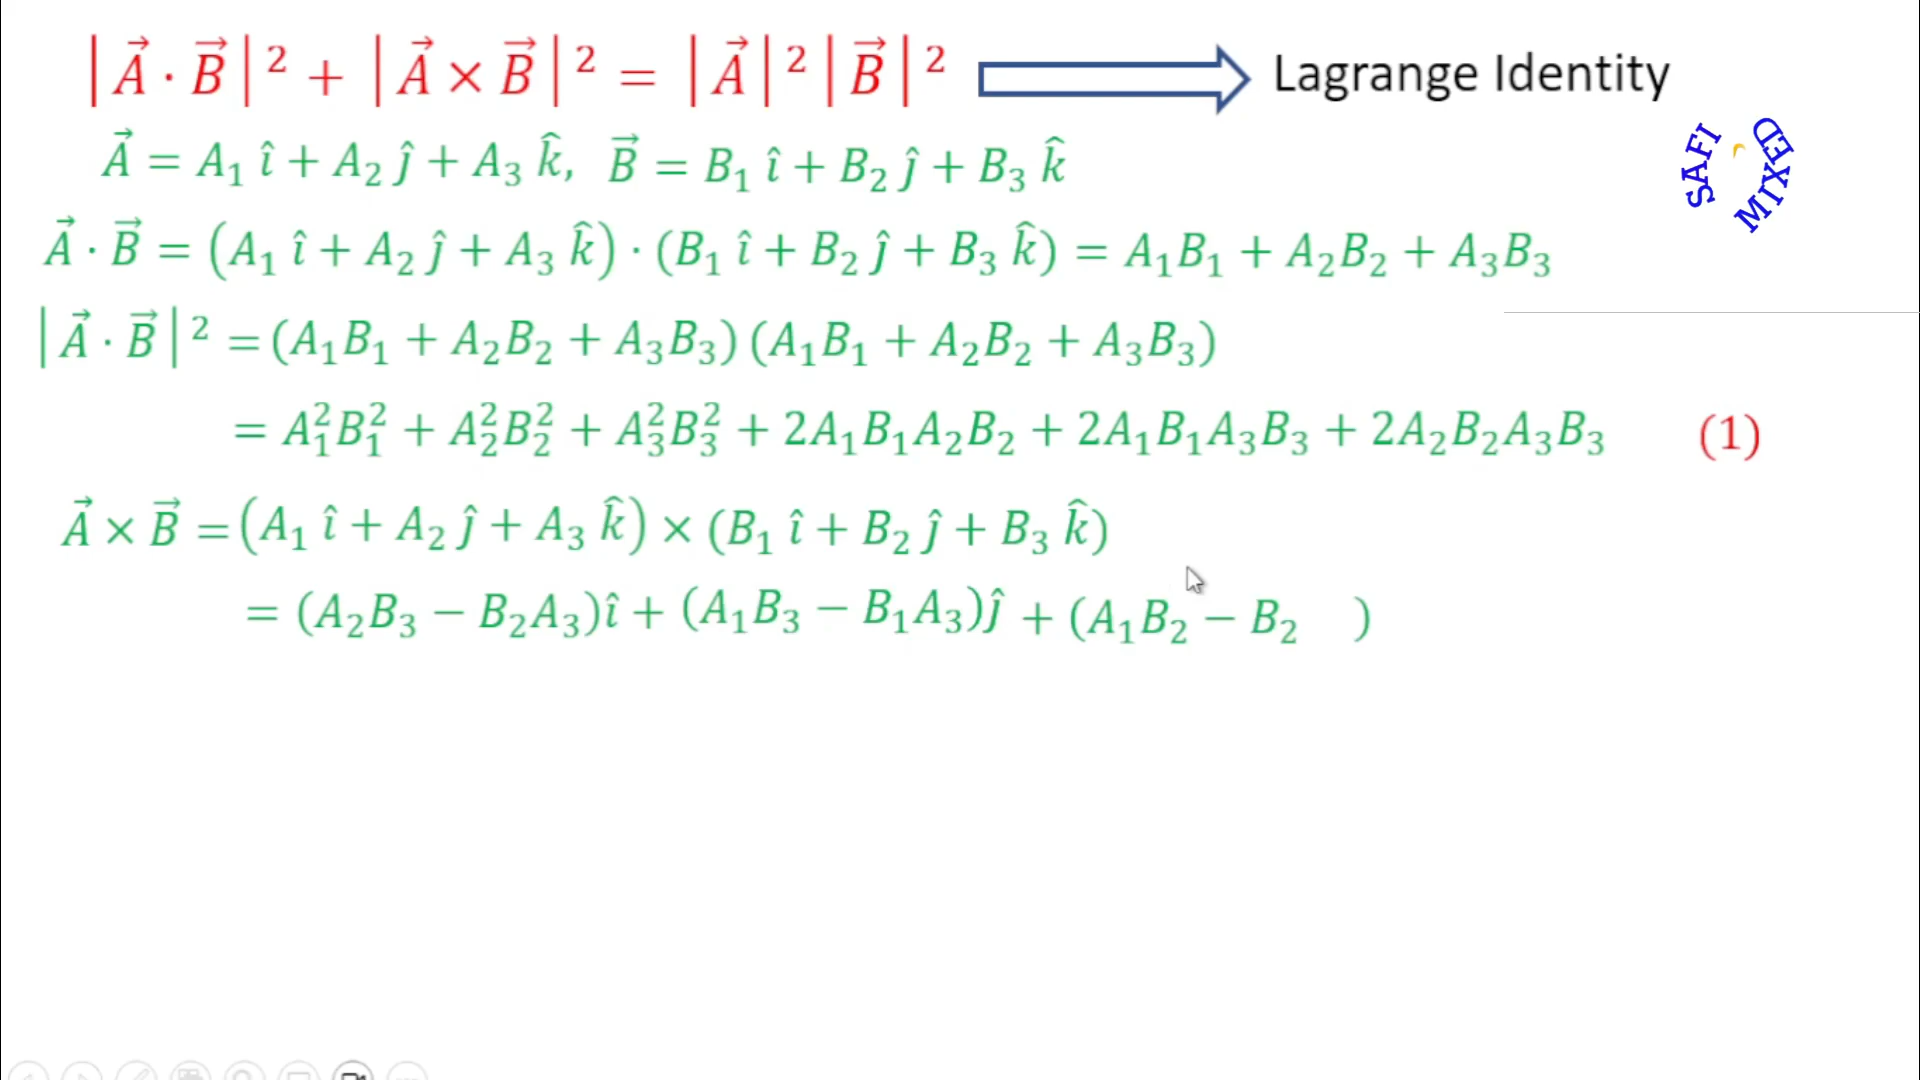 |A⃗ · B⃗|² + |A⃗ × B⃗|² = |A⃗|²|B⃗|² Lagrange Identity
SAFI MIXED
A⃗ = A₁ î + A₂ ĵ + A₃ k̂, B⃗ = B₁ î + B₂ ĵ + B₃ k̂
A⃗ · B⃗ = (A₁ î + A₂ ĵ + A₃ k̂) · (B₁ î + B₂ ĵ + B₃ k̂) = A₁B₁ + A₂B₂ + A₃B₃
|A⃗ · B⃗|² = (A₁B₁ + A₂B₂ + A₃B₃) (A₁B₁ + A₂B₂ + A₃B₃)
= A₁²B₁² + A₂²B₂² + A₃²B₃² + 2A₁B₁A₂B₂ + 2A₁B₁A₃B₃ + 2A₂B₂A₃B₃ (1)
A⃗ × B⃗ = (A₁ î + A₂ ĵ + A₃ k̂) × (B₁ î + B₂ ĵ + B₃ k̂)
= (A₂B₃ − B₂A₃)î + (A₁B₃ − B₁A₃)ĵ + (A₁B₂ − B₂ )